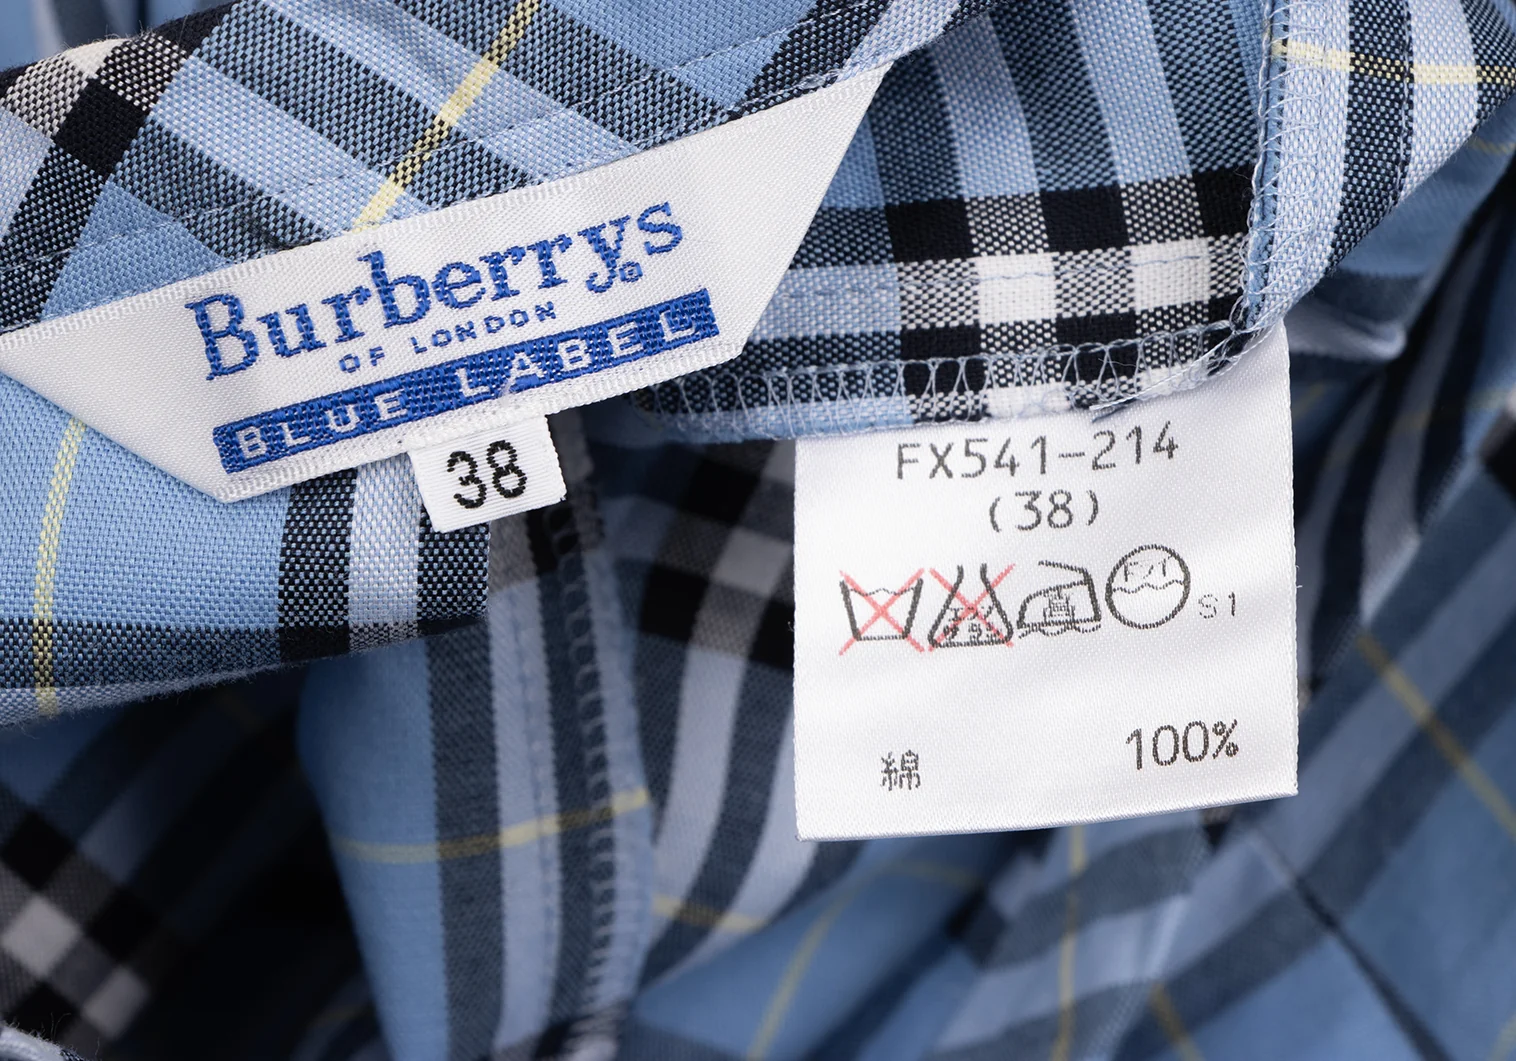 Burberrys®
OF LONDON
BLUE LABEL
38
FX541-214
(38)
S1
綿 100%